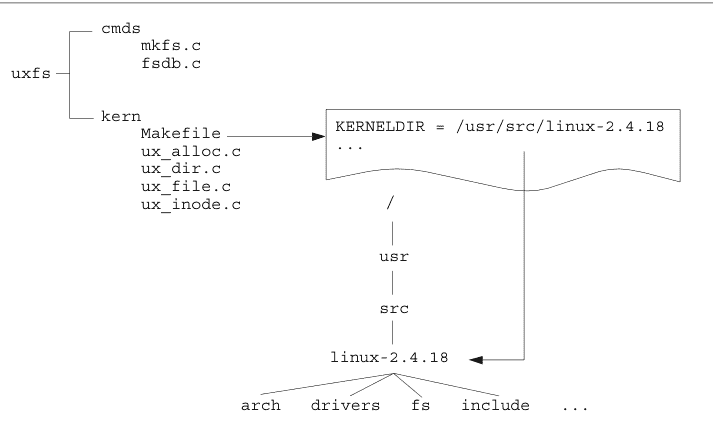 cmds
mkfs.c
fsdb.c
uxfs
kern
Makefile
ux_alloc.c
ux_dir.c
ux_file.c
ux_inode.c
KERNELDIR = /usr/src/linux-2.4.18
...
/
usr
src
linux-2.4.18
arch drivers fs include ...